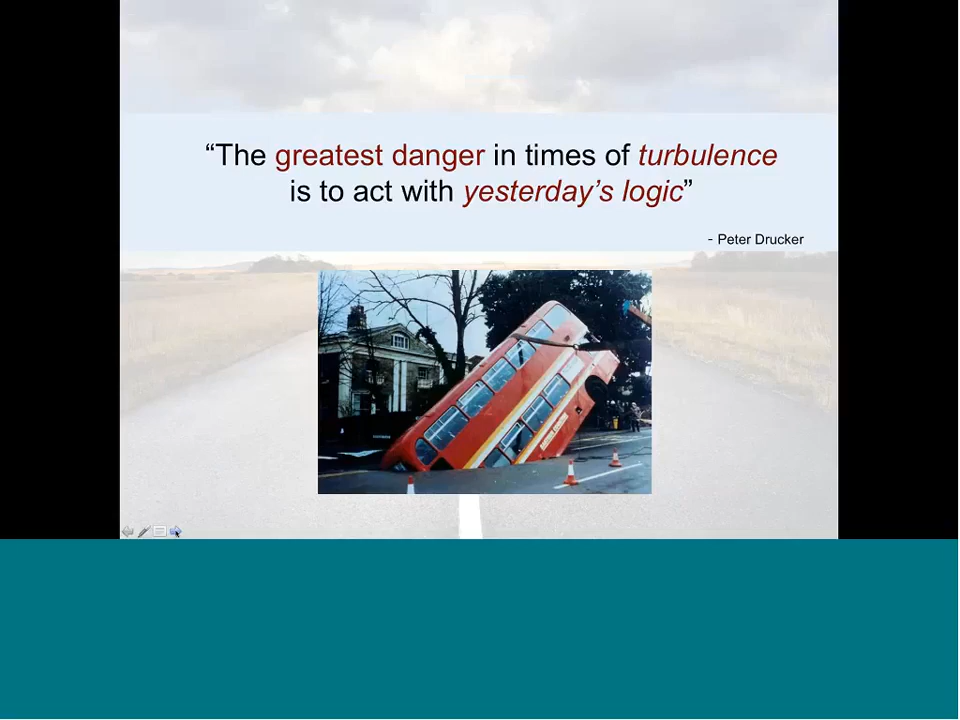 “The greatest danger in times of turbulence
is to act with yesterday’s logic”
- Peter Drucker